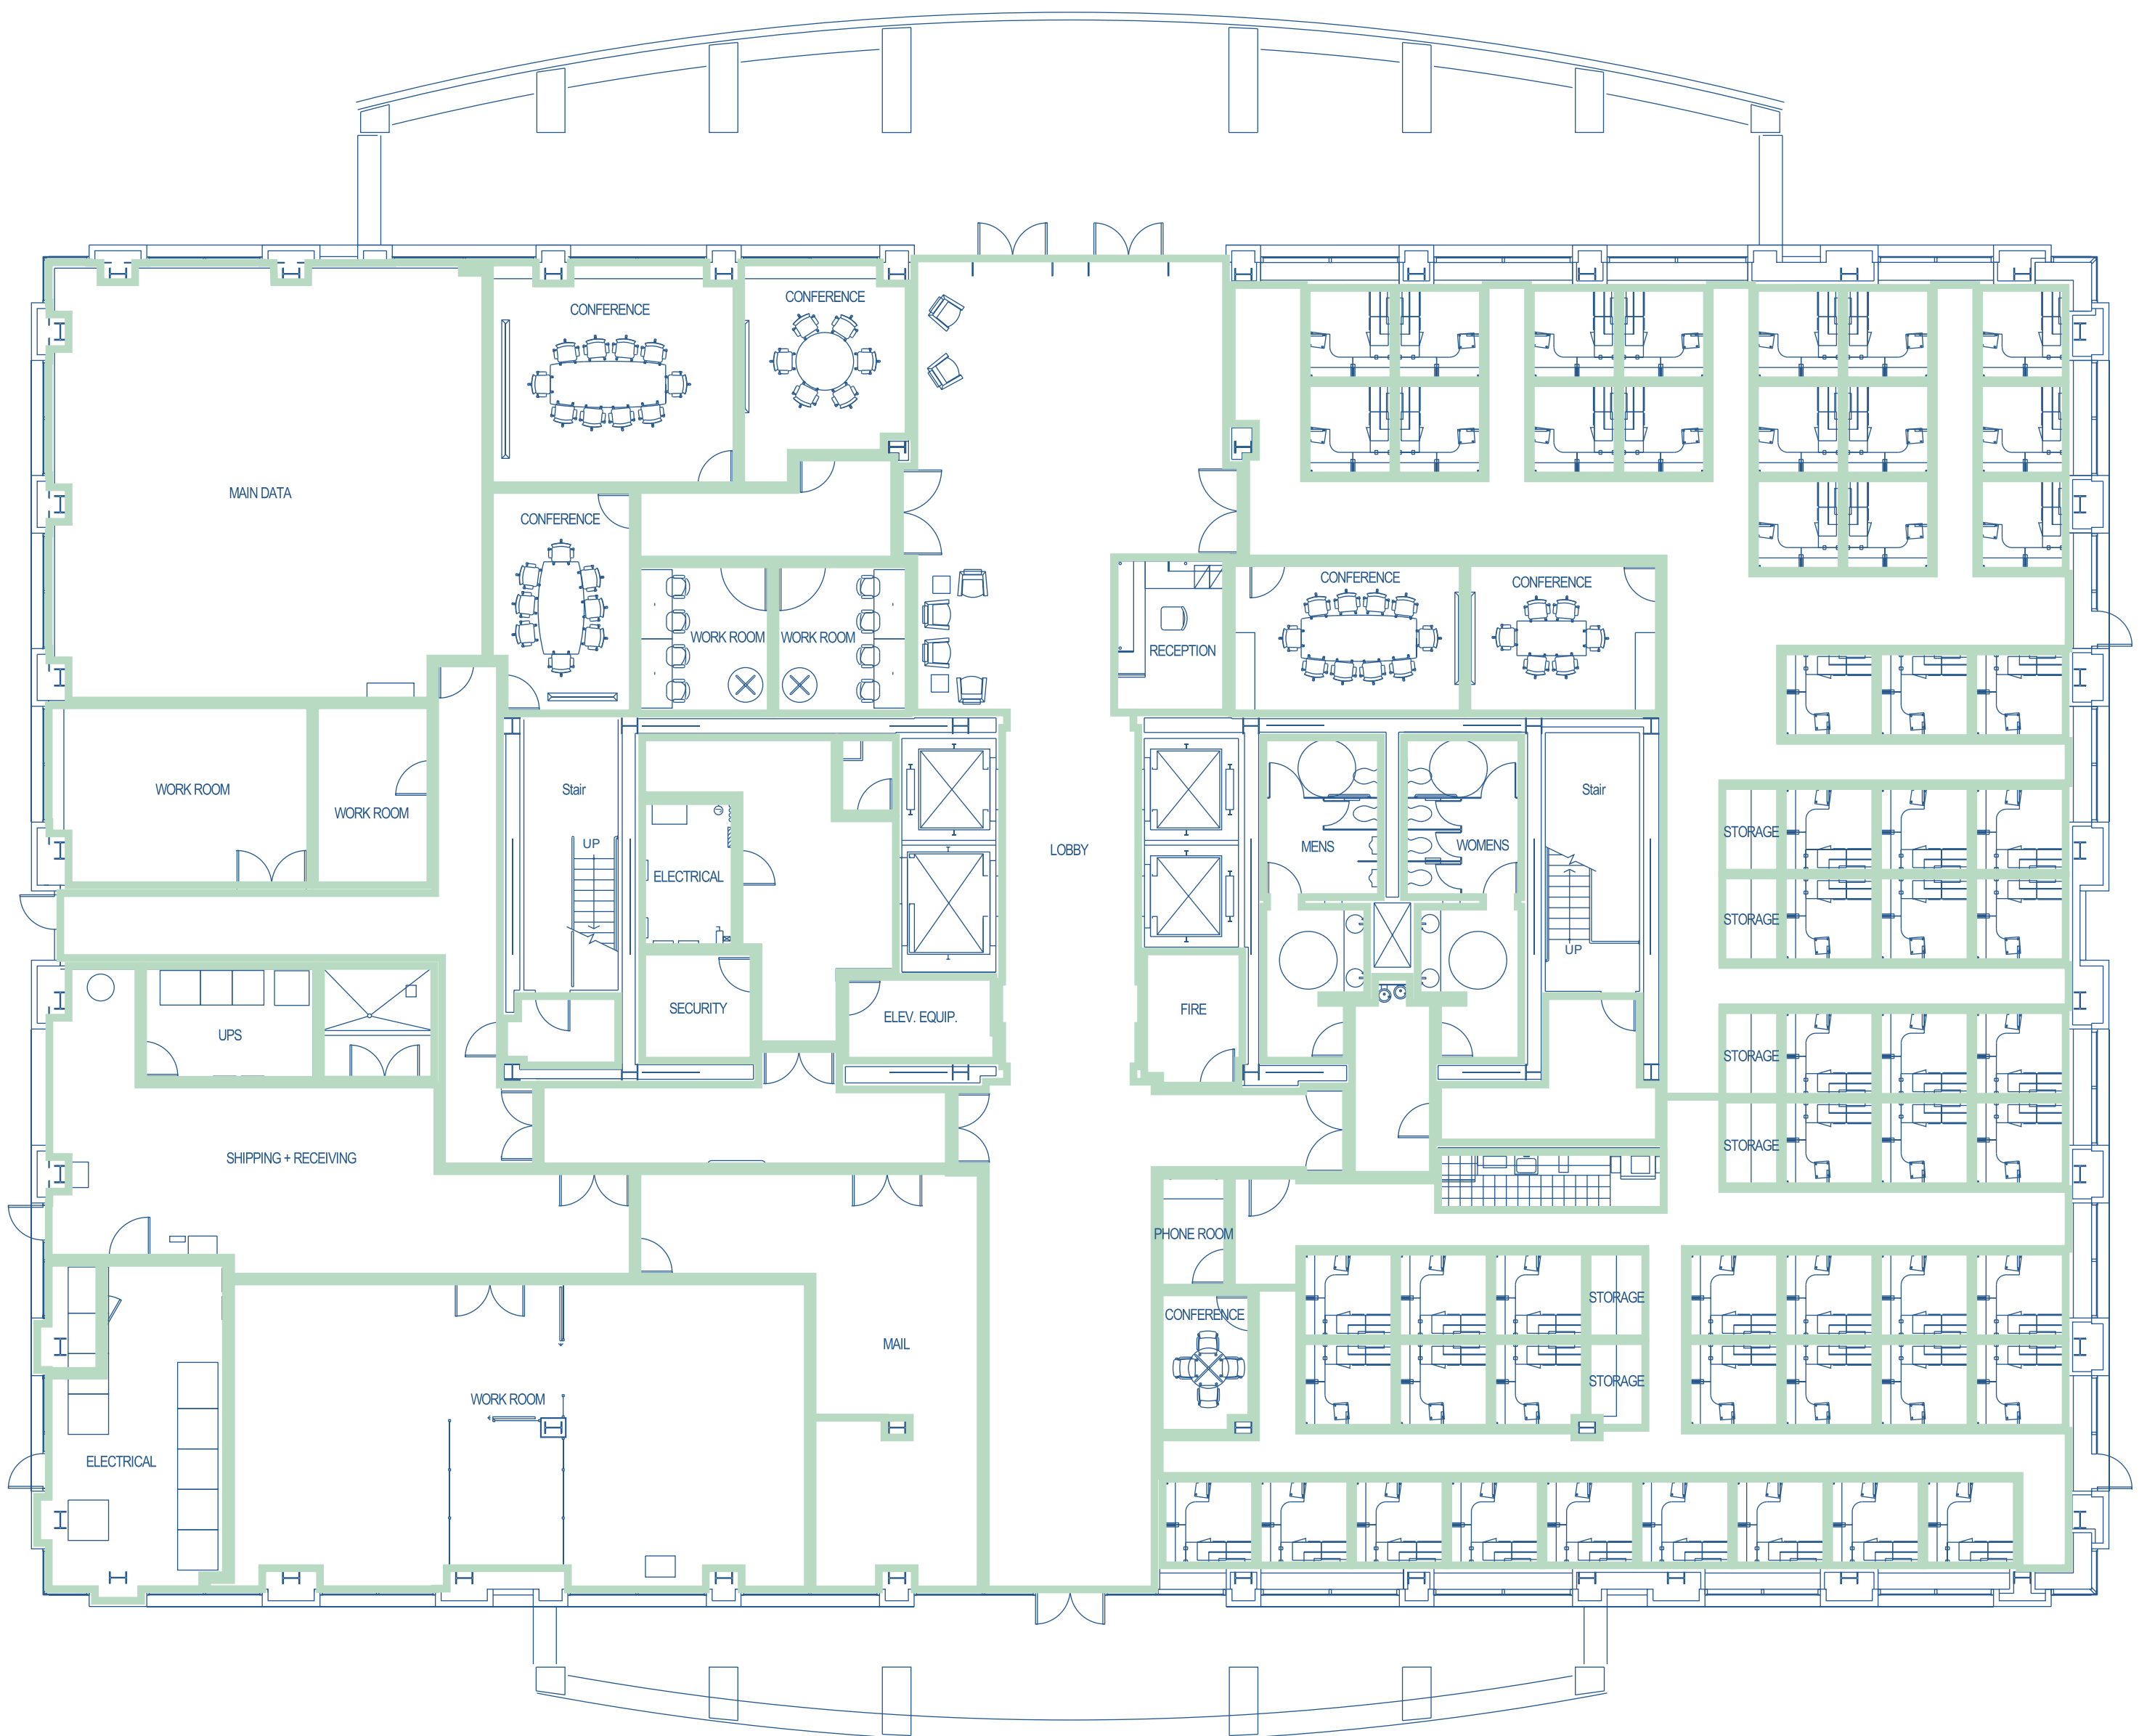 CONFERENCE
CONFERENCE
MAIN DATA
CONFERENCE
CONFERENCE
CONFERENCE
WORK ROOM
WORK ROOM
RECEPTION
WORK ROOM
WORK ROOM
Stair
Stair
UP
ELECTRICAL
LOBBY
MENS
WOMENS
STORAGE
STORAGE
UP
SECURITY
ELEV. EQUIP.
FIRE
UPS
STORAGE
STORAGE
SHIPPING + RECEIVING
PHONE ROOM
CONFERENCE
STORAGE
MAIL
STORAGE
WORK ROOM
ELECTRICAL